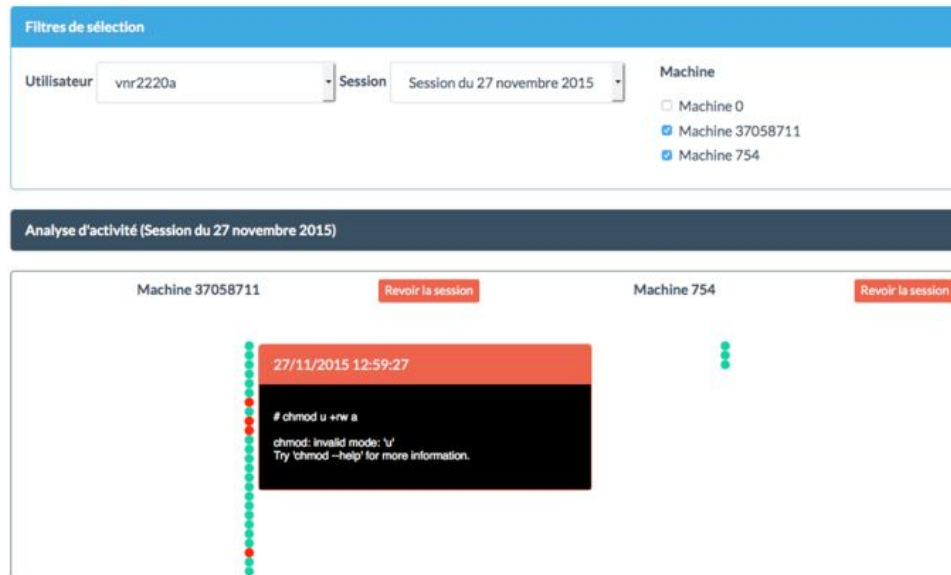 Filtres de sélection
Utilisateur vnr2220a Session Session du 27 novembre 2015
Machine
Machine 0
Machine 37058711
Machine 754
Analyse d'activité (Session du 27 novembre 2015)
Machine 37058711 Revoir la session Machine 754 Revoir la session
27/11/2015 12:59:27
# chmod u +rw a
chmod: invalid mode: 'u'
Try 'chmod --help' for more information.